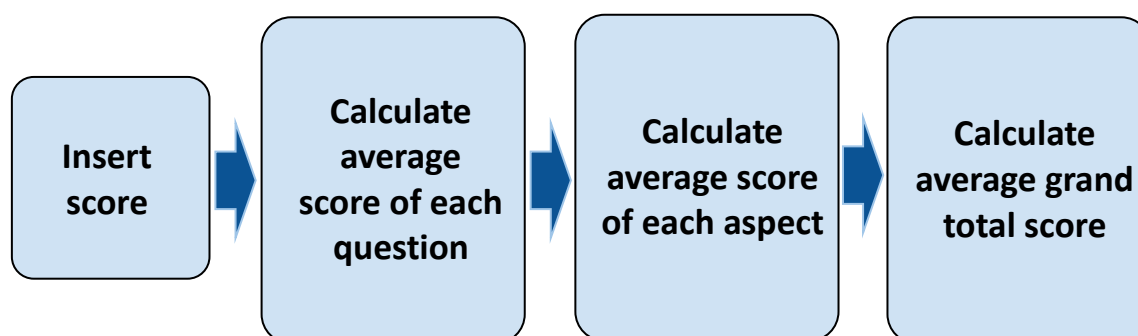 Insert
score
Calculate
average
score of each
question
Calculate
average score
of each aspect
Calculate
average grand
total score